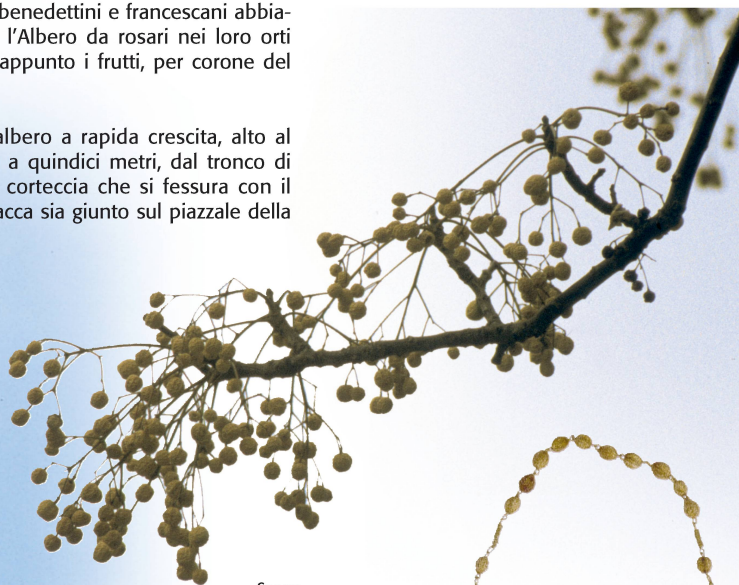 benedettini e francescani abbia-
l'Albero da rosari nei loro orti
appunto i frutti, per corone del
albero a rapida crescita, alto al
a quindici metri, dal tronco di
corteccia che si fessura con il
acca sia giunto sul piazzale della